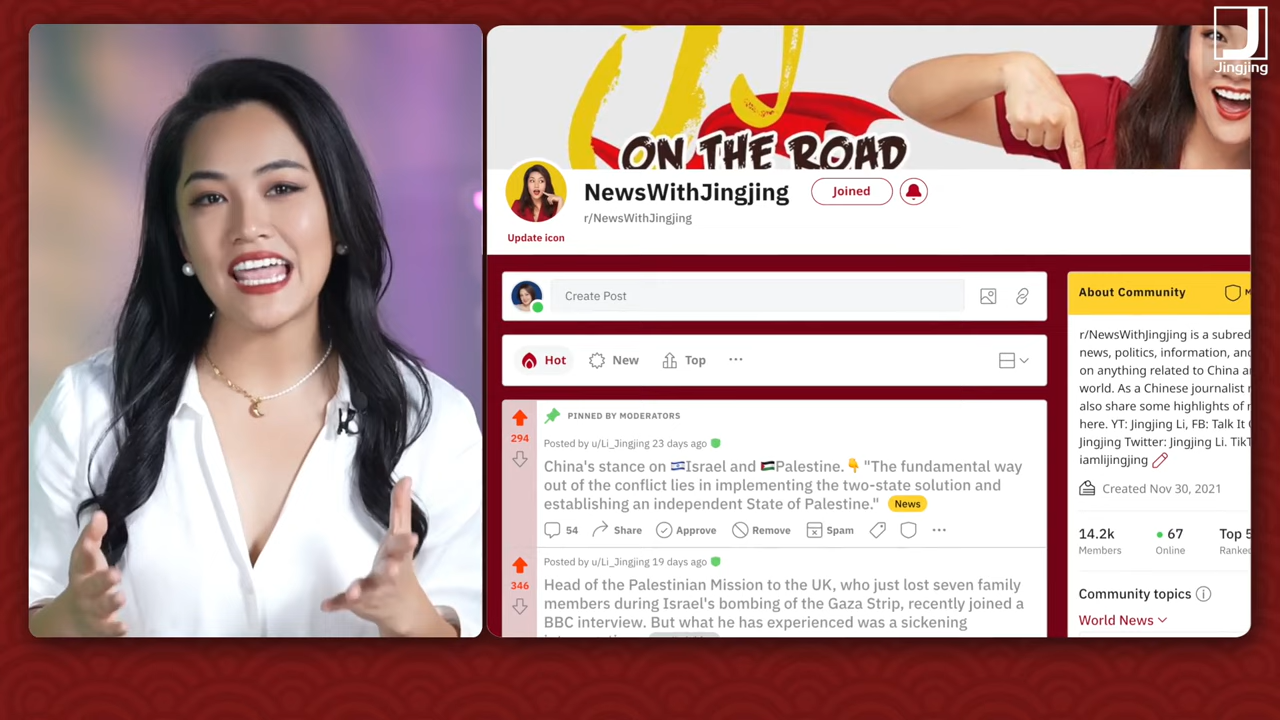 Jingjing
JJ
ON THE ROAD
NewsWithJingjing
Joined
r/NewsWithJingjing
Update icon
Create Post
Hot
New
Top
294
PINNED BY MODERATORS
Posted by u/Li_Jingjing 23 days ago
China's stance on 🇮🇱Israel and 🇵🇸Palestine.👇 "The fundamental way
out of the conflict lies in implementing the two-state solution and
establishing an independent State of Palestine." News
54 Share Approve Remove Spam
346
Posted by u/Li_Jingjing 19 days ago
Head of the Palestinian Mission to the UK, who just lost seven family
members during Israel's bombing of the Gaza Strip, recently joined a
BBC interview. But what he has experienced was a sickening
About Community
r/NewsWithJingjing is a subred
news, politics, information, and
on anything related to China a
world. As a Chinese journalist
also share some highlights of
here. YT: Jingjing Li, FB: Talk It
Jingjing Twitter: Jingjing Li. TikT
iamlijingjing
Created Nov 30, 2021
14.2k 67 Top 5
Members Online Ranke
Community topics
World News